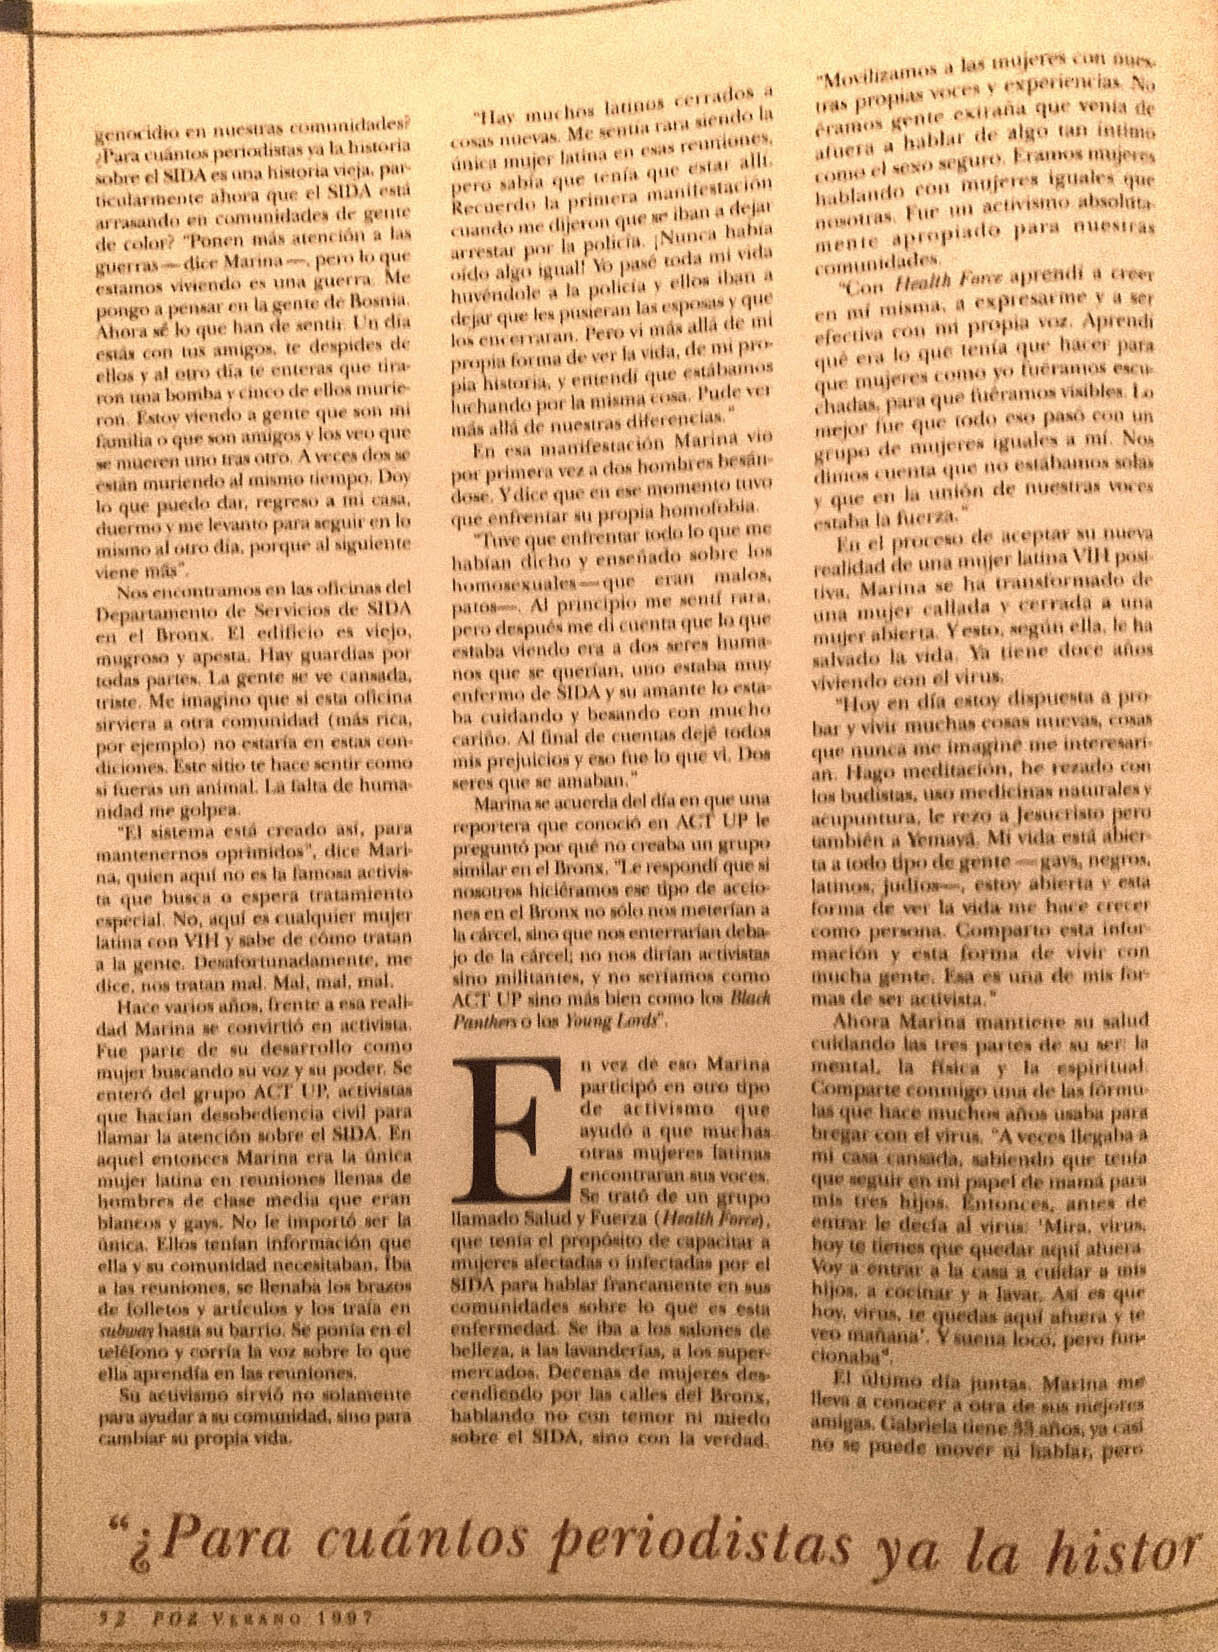 genocidio en nuestras comunidades?
¿Para cuántos periodistas ya la historia
sobre el SIDA es una historia vieja, par-
ticularmente ahora que el SIDA está
arrasando en comunidades de gente
de color? "Ponen más atención a las
guerras—dice Marina—, pero lo que
estamos viviendo es una guerra. Me
pongo a pensar en la gente de Bosnia.
Ahora sé lo que han de sentir. Un día
estás con tus amigos, te despides de
ellos y al otro día te enteras que tira-
ron una bomba y cinco de ellos murie-
ron. Estoy viendo a gente que son mi
familia o que son amigos y los veo que
se mueren uno tras otro. A veces dos se
están muriendo al mismo tiempo. Doy
lo que puedo dar, regreso a mi casa,
duermo y me levanto para seguir en lo
mismo al otro día, porque al siguiente
viene más".
Nos encontramos en las oficinas del
Departamento de Servicios de SIDA
en el Bronx. El edificio es viejo,
mugroso y apesta. Hay guardias por
todas partes. La gente se ve cansada,
triste. Me imagino que si esta oficina
sirviera a otra comunidad (más rica,
por ejemplo) no estaría en estas con-
diciones. Este sitio te hace sentir como
si fueras un animal. La falta de huma-
nidad me golpea.
"El sistema está creado así, para
mantenernos oprimidos", dice Mari-
na, quien aquí no es la famosa activis-
ta que busca o espera tratamiento
especial. No, aquí es cualquier mujer
latina con VIH y sabe de cómo tratan
a la gente. Desafortunadamente, me
dice, nos tratan mal. Mal, mal, mal.
Hace varios años, frente a esa reali-
dad Marina se convirtió en activista.
Fue parte de su desarrollo como
mujer buscando su voz y su poder. Se
enteró del grupo ACT UP, activistas
que hacían desobediencia civil para
llamar la atención sobre el SIDA. En
aquel entonces Marina era la única
mujer latina en reuniones llenas de
hombres de clase media que eran
blancos y gays. No le importó ser la
única. Ellos tenían información que
ella y su comunidad necesitaban. Iba
a las reuniones, se llenaba los brazos
de folletos y artículos y los traía en
subway hasta su barrio. Se ponía en el
teléfono y corría la voz sobre lo que
ella aprendía en las reuniones.
Su activismo sirvió no solamente
para ayudar a su comunidad, sino para
cambiar su propia vida.
"Hay muchos latinos cerrados a
cosas nuevas. Me sentía rara siendo la
única mujer latina en esas reuniones,
pero sabía que tenía que estar allí.
Recuerdo la primera manifestación
cuando me dijeron que se iban a dejar
arrestar por la policía. ¡Nunca había
oído algo igual! Yo pasé toda mi vida
huyéndole a la policía y ellos iban a
dejar que les pusieran las esposas y que
los encerraran. Pero vi más allá de mi
propia forma de ver la vida, de mi pro-
pia historia, y entendí que estábamos
luchando por la misma cosa. Pude ver
más allá de nuestras diferencias."
En esa manifestación Marina vio
por primera vez a dos hombres besán-
dose. Y dice que en ese momento tuvo
que enfrentar su propia homofobia.
"Tuve que enfrentar todo lo que me
habían dicho y enseñado sobre los
homosexuales—que eran malos,
patos—. Al principio me sentí rara,
pero después me di cuenta que lo que
estaba viendo era a dos seres huma-
nos que se querían, uno estaba muy
enfermo de SIDA y su amante lo esta-
ba cuidando y besando con mucho
cariño. Al final de cuentas dejé todos
mis prejuicios y eso fue lo que vi. Dos
seres que se amaban."
Marina se acuerda del día en que una
reportera que conoció en ACT UP le
preguntó por qué no creaba un grupo
similar en el Bronx. "Le respondí que si
nosotros hiciéramos ese tipo de accio-
nes en el Bronx no sólo nos meterían a
la cárcel, sino que nos enterrarían deba-
jo de la cárcel; no nos dirían activistas
sino militantes, y no seríamos como
ACT UP sino más bien como los Black
Panthers o los Young Lords".
En vez de eso Marina
participó en otro tipo
de activismo que
ayudó a que muchas
otras mujeres latinas
encontraran sus voces.
Se trató de un grupo
llamado Salud y Fuerza (Health Force),
que tenía el propósito de capacitar a
mujeres afectadas o infectadas por el
SIDA para hablar francamente en sus
comunidades sobre lo que es esta
enfermedad. Se iba a los salones de
belleza, a las lavanderías, a los super-
mercados. Decenas de mujeres des-
cendiendo por las calles del Bronx,
hablando no con temor ni miedo
sobre el SIDA, sino con la verdad.
"Movilizamos a las mujeres con nues-
tras propias voces y experiencias. No
éramos gente extraña que venía de
afuera a hablar de algo tan íntimo
como el sexo seguro. Eramos mujeres
hablando con mujeres iguales que
nosotras. Fue un activismo absoluta-
mente apropiado para nuestras
comunidades.
"Con Health Force aprendí a creer
en mí misma, a expresarme y a ser
efectiva con mi propia voz. Aprendí
qué era lo que tenía que hacer para
que mujeres como yo fuéramos escu-
chadas, para que fuéramos visibles. Lo
mejor fue que todo eso pasó con un
grupo de mujeres iguales a mí. Nos
dimos cuenta que no estábamos solas
y que en la unión de nuestras voces
estaba la fuerza."
En el proceso de aceptar su nueva
realidad de una mujer latina VIH posi-
tiva, Marina se ha transformado de
una mujer callada y cerrada a una
mujer abierta. Y esto, según ella, le ha
salvado la vida. Ya tiene doce años
viviendo con el virus.
"Hoy en día estoy dispuesta a pro-
bar y vivir muchas cosas nuevas, cosas
que nunca me imaginé me interesarí-
an. Hago meditación, he rezado con
los budistas, uso medicinas naturales y
acupuntura, le rezo a Jesucristo pero
también a Yemayá. Mi vida está abier-
ta a todo tipo de gente—gays, negros,
latinos, judíos—, estoy abierta y esta
forma de ver la vida me hace crecer
como persona. Comparto esta infor-
mación y esta forma de vivir con
mucha gente. Esa es una de mis for-
mas de ser activista."
Ahora Marina mantiene su salud
cuidando las tres partes de su ser: la
mental, la física y la espiritual.
Comparte conmigo una de las fórmu-
las que hace muchos años usaba para
bregar con el virus. "A veces llegaba a
mi casa cansada, sabiendo que tenía
que seguir en mi papel de mamá para
mis tres hijos. Entonces, antes de
entrar le decía al virus: 'Mira, virus,
hoy te tienes que quedar aquí afuera.
Voy a entrar a la casa a cuidar a mis
hijos, a cocinar y a lavar. Así es que
hoy, virus, te quedas aquí afuera y te
veo mañana'. Y suena loco, pero fun-
cionaba".
El último día juntas. Marina me
lleva a conocer a otra de sus mejores
amigas. Gabriela tiene 33 años, ya casi
no se puede mover ni hablar, pero
"¿Para cuántos periodistas ya la histor
52 POZ VERANO 1997